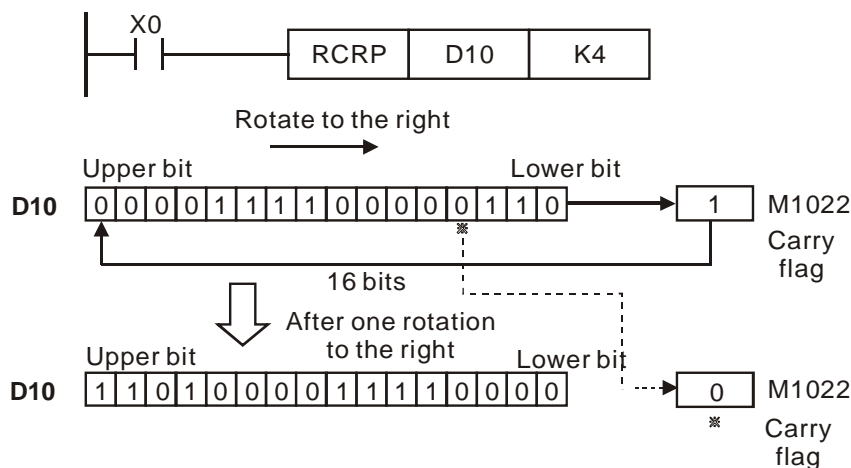 X0
RCRP D10 K4
Rotate to the right
Upper bit Lower bit
D10 0 0 0 0 1 1 1 1 0 0 0 0 0 1 1 0 1 M1022
※ Carry
flag
16 bits
After one rotation
to the right
Upper bit Lower bit
D10 1 1 0 1 0 0 0 0 1 1 1 1 0 0 0 0 0 M1022
※ Carry
flag